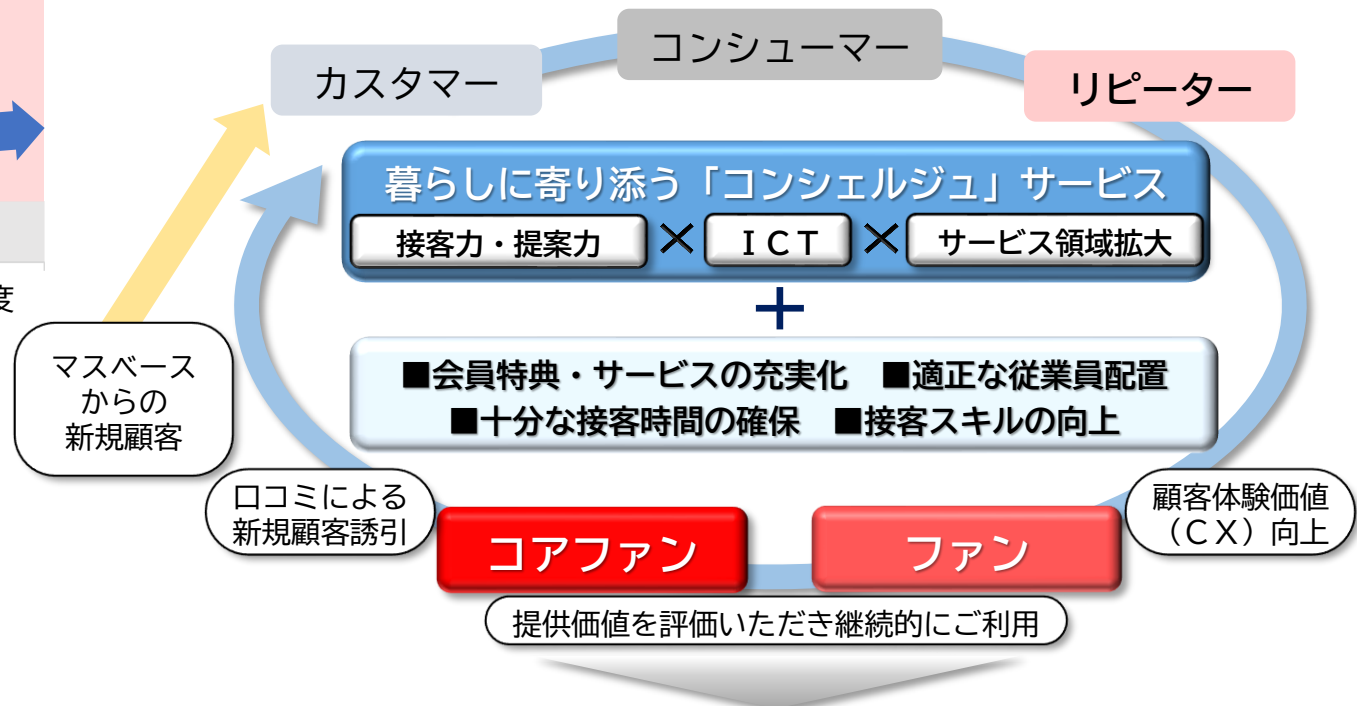 コンシューマー
カスタマー
リピーター
暮らしに寄り添う「コンシェルジュ」サービス
接客力・提案力 × ＩＣＴ × サービス領域拡大
＋
度
マスベース
からの
新規顧客
■会員特典・サービスの充実化 ■適正な従業員配置
■十分な接客時間の確保 ■接客スキルの向上
口コミによる
新規顧客誘引
顧客体験価値
（ＣＸ）向上
コアファン
ファン
提供価値を評価いただき継続的にご利用